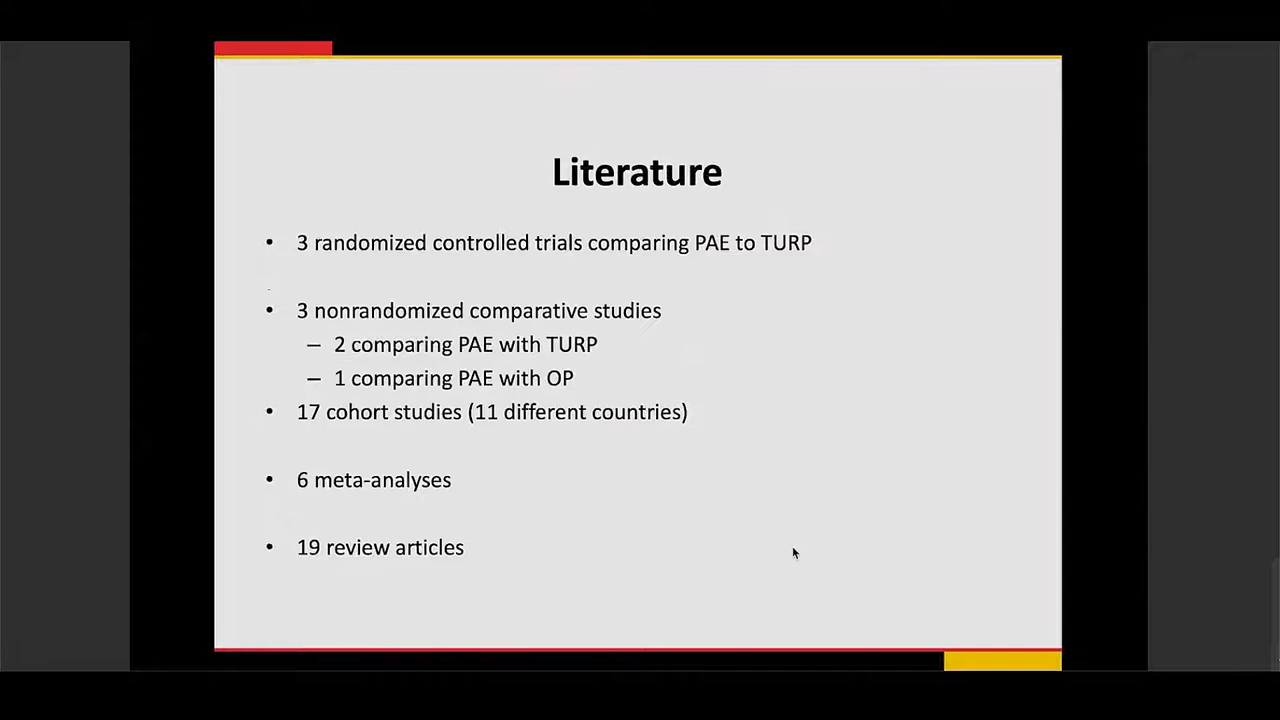 Literature
• 3 randomized controlled trials comparing PAE to TURP
• 3 nonrandomized comparative studies
– 2 comparing PAE with TURP
– 1 comparing PAE with OP
• 17 cohort studies (11 different countries)
• 6 meta-analyses
• 19 review articles